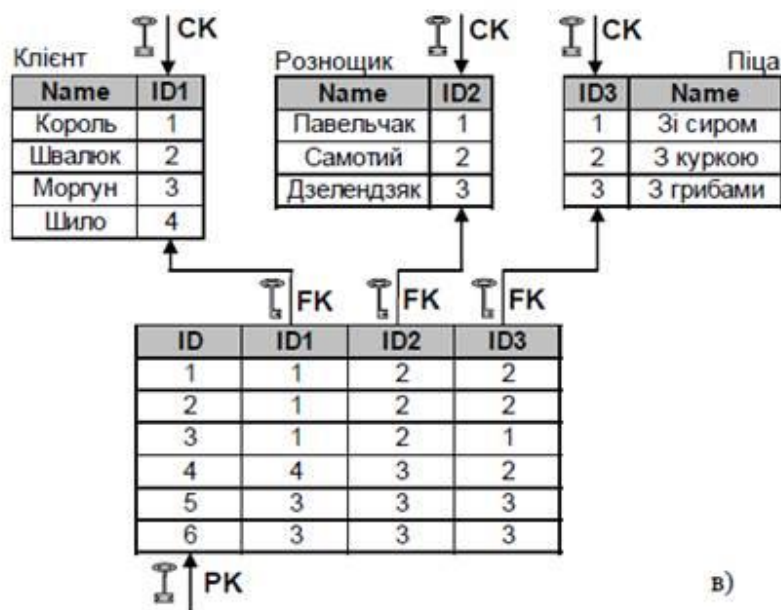 CK CK CK
Клієнт Рознощик Піца
Name ID1 Name ID2 ID3 Name
Король 1 Павельчак 1 1 Зі сиром
Швалюк 2 Самотий 2 2 З куркою
Моргун 3 Дзелендзяк 3 3 З грибами
Шило 4
FK FK FK
ID ID1 ID2 ID3
1 1 2 2
2 1 2 2
3 1 2 1
4 4 3 2
5 3 3 3
6 3 3 3
PK в)